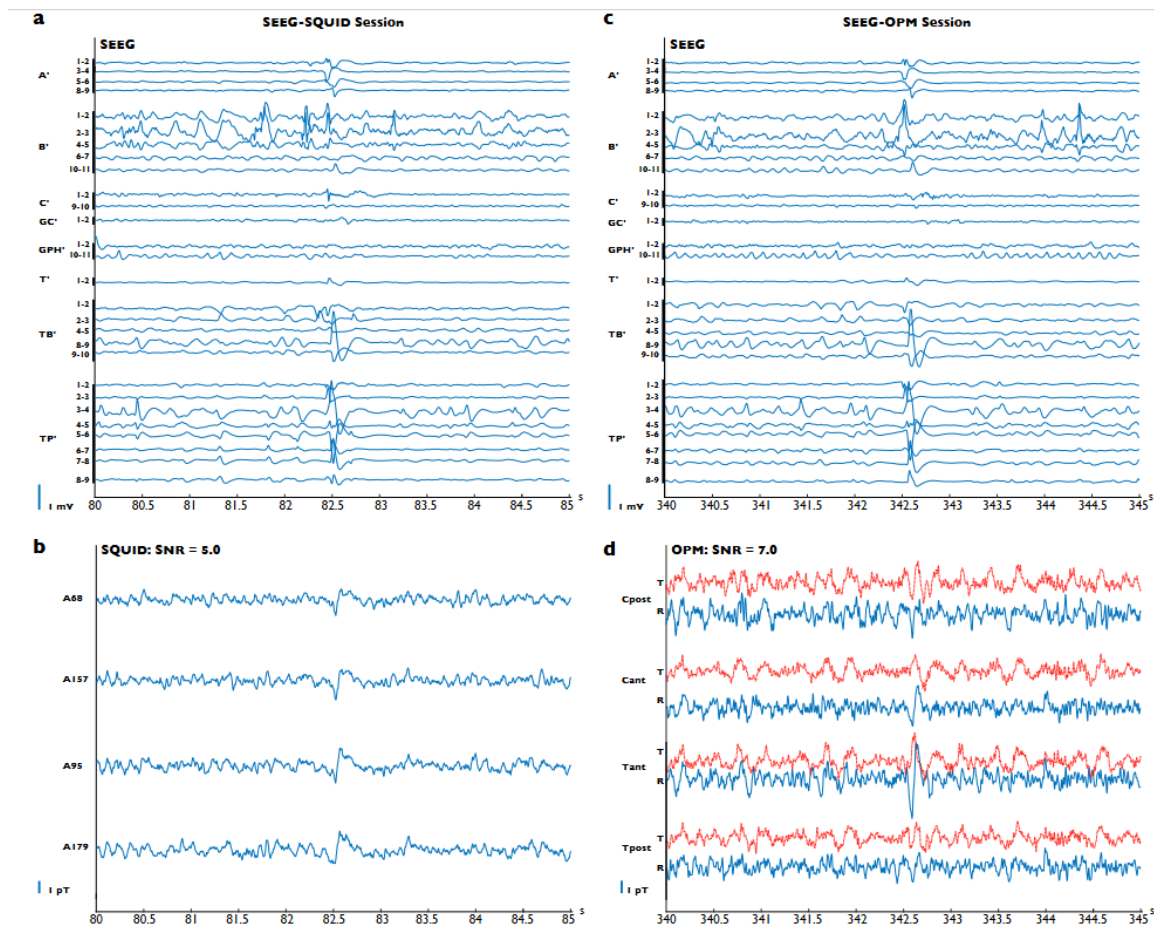 a
SEEG-SQUID Session
SEEG
A'
1-2
3-4
5-6
8-9
B'
1-2
2-3
4-5
6-7
10-11
C'
1-2
9-10
GC'
1-2
GPH'
1-2
10-11
T'
1-2
TB'
1-2
2-3
4-5
8-9
9-10
TP'
1-2
2-3
3-4
4-5
5-6
6-7
7-8
8-9
1 mV
80 80.5 81 81.5 82 82.5 83 83.5 84 84.5 85 s
c
SEEG-OPM Session
SEEG
A'
1-2
3-4
5-6
8-9
B'
1-2
2-3
4-5
6-7
10-11
C'
1-2
9-10
GC'
1-2
GPH'
1-2
10-11
T'
1-2
TB'
1-2
2-3
4-5
8-9
9-10
TP'
1-2
2-3
3-4
4-5
5-6
6-7
7-8
8-9
1 mV
340 340.5 341 341.5 342 342.5 343 343.5 344 344.5 345 s
b
SQUID: SNR = 5.0
A68
A157
A95
A179
1 pT
80 80.5 81 81.5 82 82.5 83 83.5 84 84.5 85 s
d
OPM: SNR = 7.0
Cpost
T
R
Cant
T
R
Tant
T
R
Tpost
T
R
1 pT
340 340.5 341 341.5 342 342.5 343 343.5 344 344.5 345 s